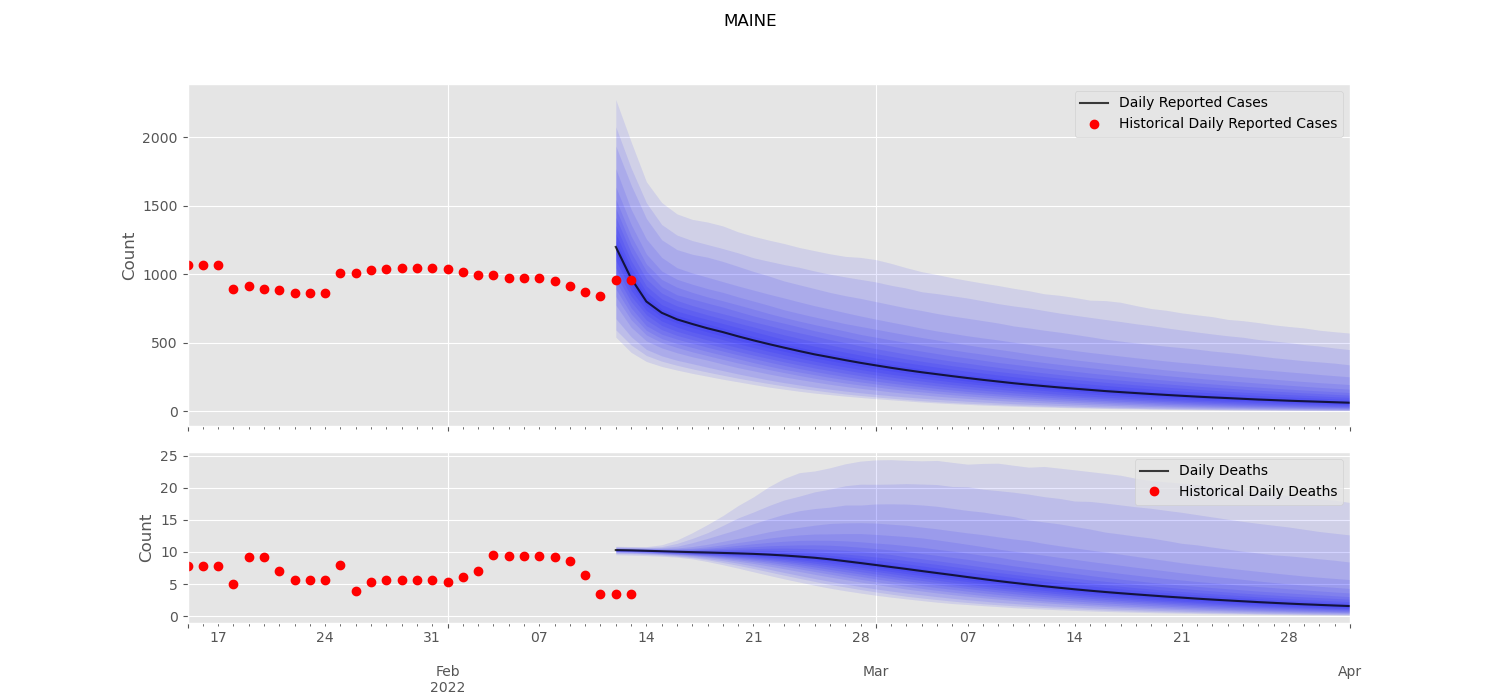 MAINE
Daily Reported Cases
Historical Daily Reported Cases
Count
2000
1500
1000
500
0
Daily Deaths
Historical Daily Deaths
Count
25
20
15
10
5
0
17 24 31 07 14 21 28 07 14 21 28
Feb Mar Apr
2022